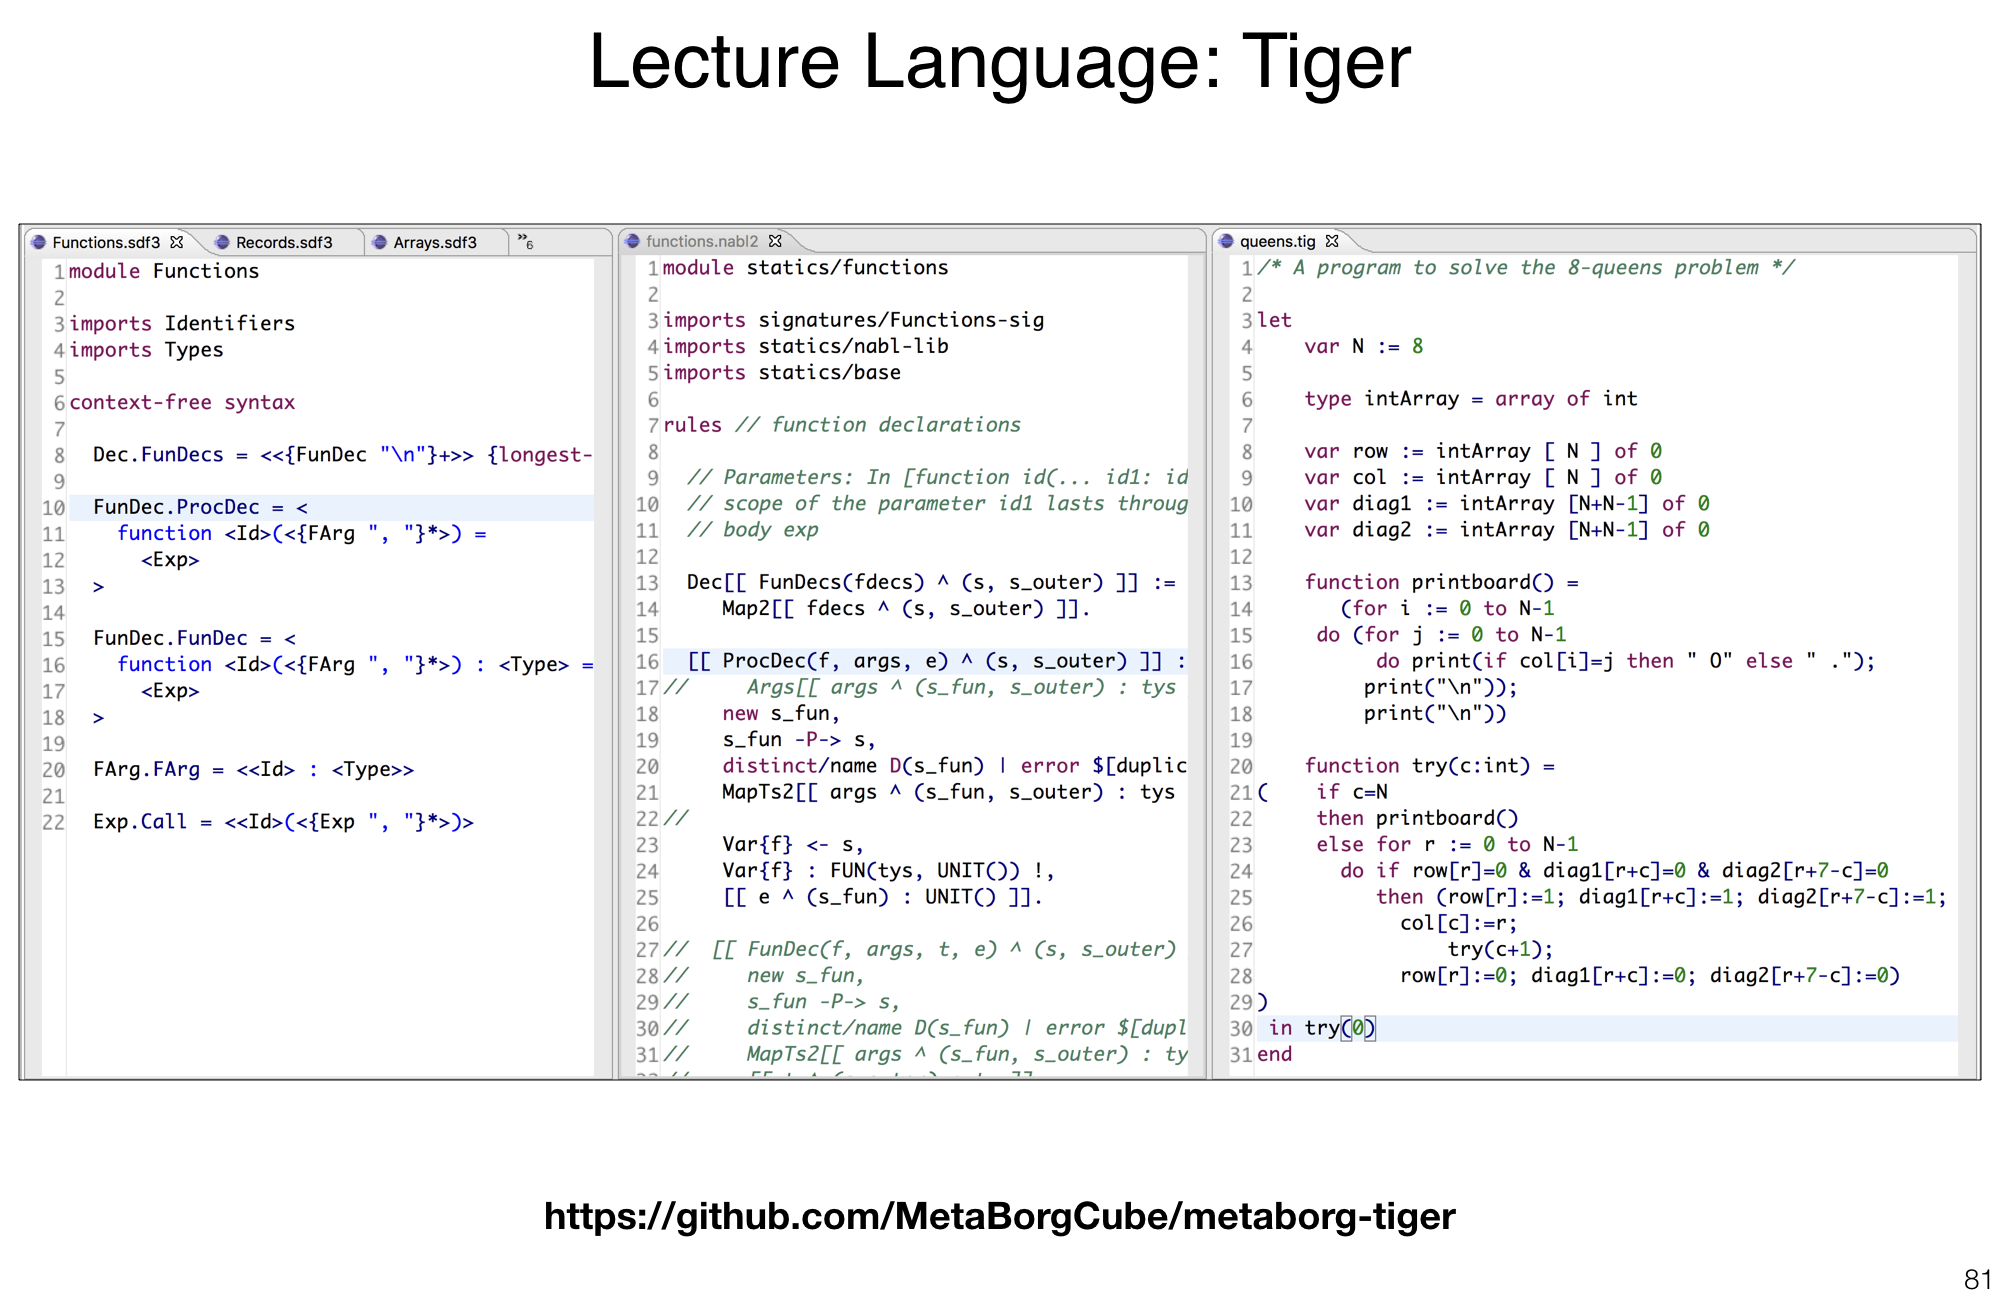 Lecture Language: Tiger
Functions.sdf3 Records.sdf3 Arrays.sdf3 »6
1 module Functions
2
3 imports Identifiers
4 imports Types
5
6 context-free syntax
7
8   Dec.FunDecs = <<{FunDec "\n"}+>> {longest-
9
10   FunDec.ProcDec = <
11     function <Id>(<{FArg ", "}*>) =
12       <Exp>
13   >
14
15   FunDec.FunDec = <
16     function <Id>(<{FArg ", "}*>) : <Type> =
17       <Exp>
18   >
19
20   FArg.FArg = <<Id> : <Type>>
21
22   Exp.Call = <<Id>(<{Exp ", "}*>)>
functions.nabl2
1 module statics/functions
2
3 imports signatures/Functions-sig
4 imports statics/nabl-lib
5 imports statics/base
6
7 rules // function declarations
8
9   // Parameters: In [function id(... id1: id
10   // scope of the parameter id1 lasts throug
11   // body exp
12
13   Dec[[ FunDecs(fdecs) ^ (s, s_outer) ]] :=
14      Map2[[ fdecs ^ (s, s_outer) ]].
15
16   [[ ProcDec(f, args, e) ^ (s, s_outer) ]] :
17 //     Args[[ args ^ (s_fun, s_outer) : tys
18      new s_fun,
19      s_fun -P-> s,
20      distinct/name D(s_fun) | error $[duplic
21      MapTs2[[ args ^ (s_fun, s_outer) : tys
22 //
23      Var{f} <- s,
24      Var{f} : FUN(tys, UNIT()) !,
25      [[ e ^ (s_fun) : UNIT() ]].
26
27 //  [[ FunDec(f, args, t, e) ^ (s, s_outer)
28 //     new s_fun,
29 //     s_fun -P-> s,
30 //     distinct/name D(s_fun) | error $[dupl
31 //     MapTs2[[ args ^ (s_fun, s_outer) : ty
queens.tig
1 /* A program to solve the 8-queens problem */
2
3 let
4     var N := 8
5
6     type intArray = array of int
7
8     var row := intArray [ N ] of 0
9     var col := intArray [ N ] of 0
10     var diag1 := intArray [N+N-1] of 0
11     var diag2 := intArray [N+N-1] of 0
12
13     function printboard() =
14        (for i := 0 to N-1
15      do (for j := 0 to N-1
16           do print(if col[i]=j then " O" else " .");
17          print("\n"));
18          print("\n"))
19
20     function try(c:int) =
21 (    if c=N
22      then printboard()
23      else for r := 0 to N-1
24        do if row[r]=0 & diag1[r+c]=0 & diag2[r+7-c]=0
25           then (row[r]:=1; diag1[r+c]:=1; diag2[r+7-c]:=1;
26             col[c]:=r;
27                 try(c+1);
28             row[r]:=0; diag1[r+c]:=0; diag2[r+7-c]:=0)
29 )
30  in try(0)
31 end
https://github.com/MetaBorgCube/metaborg-tiger
81